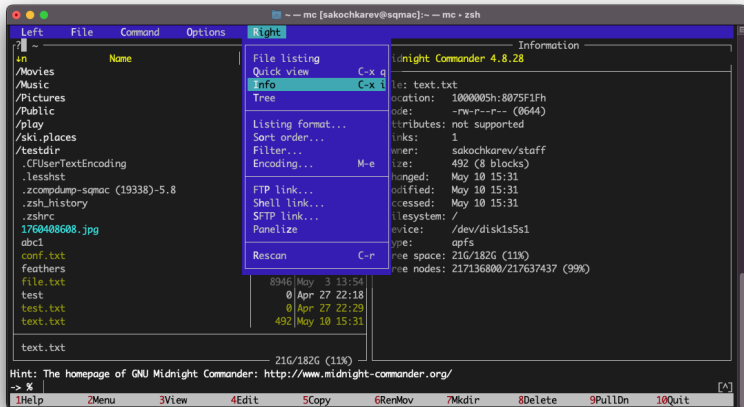 ~ — mc [sakochkarev@sqmac]:~ — mc • zsh
Left File Command Options Right
? ~
↓n Name
/Movies
/Music
/Pictures
/Public
/play
/ski.places
/testdir
.CFUserTextEncoding
.lesshst
.zcompdump-sqmac (19338)-5.8
.zsh_history
.zshrc
1760408608.jpg
abc1
conf.txt
feathers
file.txt 8946 May 3 13:54
test 0 Apr 27 22:18
test.txt 0 Apr 27 22:29
text.txt 492 May 10 15:31
text.txt
21G/182G (11%)
File listing
Quick view C-x q
Info C-x i
Tree
Listing format...
Sort order...
Filter...
Encoding... M-e
FTP link...
Shell link...
SFTP link...
Panelize
Rescan C-r
Information
idnight Commander 4.8.28
le: text.txt
ocation: 1000005h:8075F1Fh
ode: -rw-r--r-- (0644)
ttributes: not supported
inks: 1
wner: sakochkarev/staff
ize: 492 (8 blocks)
hanged: May 10 15:31
odified: May 10 15:31
ccessed: May 10 15:31
ilesystem: /
evice: /dev/disk1s5s1
ype: apfs
ree space: 21G/182G (11%)
ree nodes: 217136800/217637437 (99%)
Hint: The homepage of GNU Midnight Commander: http://www.midnight-commander.org/
-> % [^]
1Help 2Menu 3View 4Edit 5Copy 6RenMov 7Mkdir 8Delete 9PullDn 10Quit